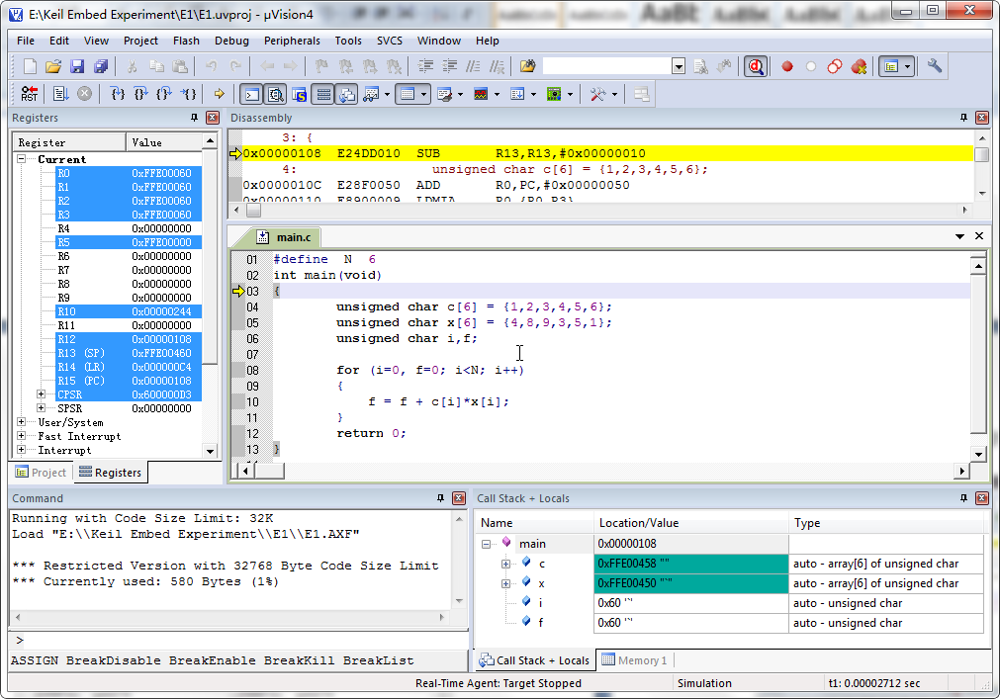 E:\Keil Embed Experiment\E1\E1.uvproj - µVision4
File Edit View Project Flash Debug Peripherals Tools SVCS Window Help
RST
Registers
Register Value
Current
R0 0xFFE00060
R1 0xFFE00060
R2 0xFFE00060
R3 0xFFE00060
R4 0x00000000
R5 0xFFE00000
R6 0x00000000
R7 0x00000000
R8 0x00000000
R9 0x00000000
R10 0x00000244
R11 0x00000000
R12 0x00000108
R13 (SP) 0xFFE00460
R14 (LR) 0x000000C4
R15 (PC) 0x00000108
CPSR 0x600000D3
SPSR 0x00000000
User/System
Fast Interrupt
Interrupt
Project Registers
Disassembly
3: {
0x00000108 E24DD010 SUB R13,R13,#0x00000010
4: unsigned char c[6] = {1,2,3,4,5,6};
0x0000010C E28F0050 ADD R0,PC,#0x00000050
0x00000110 E8900009 LDMIA R0,{R0,R3}
main.c
01 #define N 6
02 int main(void)
03 {
04 unsigned char c[6] = {1,2,3,4,5,6};
05 unsigned char x[6] = {4,8,9,3,5,1};
06 unsigned char i,f;
07
08 for (i=0, f=0; i<N; i++)
09 {
10 f = f + c[i]*x[i];
11 }
12 return 0;
13 }
Command
Running with Code Size Limit: 32K
Load "E:\\Keil Embed Experiment\\E1\\E1.AXF"
*** Restricted Version with 32768 Byte Code Size Limit
*** Currently used: 580 Bytes (1%)
>
ASSIGN BreakDisable BreakEnable BreakKill BreakList
Call Stack + Locals
Name Location/Value Type
main 0x00000108
c 0xFFE00458 "" auto - array[6] of unsigned char
x 0xFFE00450 "`" auto - array[6] of unsigned char
i 0x60 '`' auto - unsigned char
f 0x60 '`' auto - unsigned char
Call Stack + Locals Memory 1
Real-Time Agent: Target Stopped Simulation t1: 0.00002712 sec